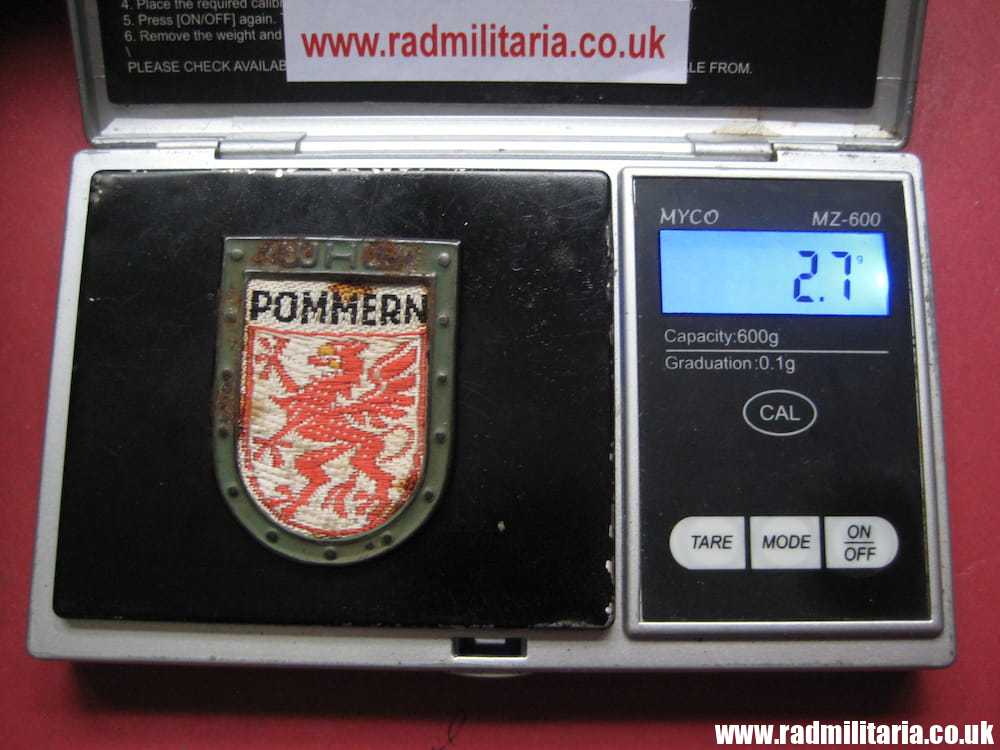 4. Place the required calib
5. Press [ON/OFF] again.
6. Remove the weight and
\
PLEASE CHECK AVAILAB
LE FROM.
www.radmilitaria.co.uk
POMMERN
MYCO MZ-600
2.7 g
Capacity:600g
Graduation:0.1g
CAL
TARE MODE ON/OFF
www.radmilitaria.co.uk